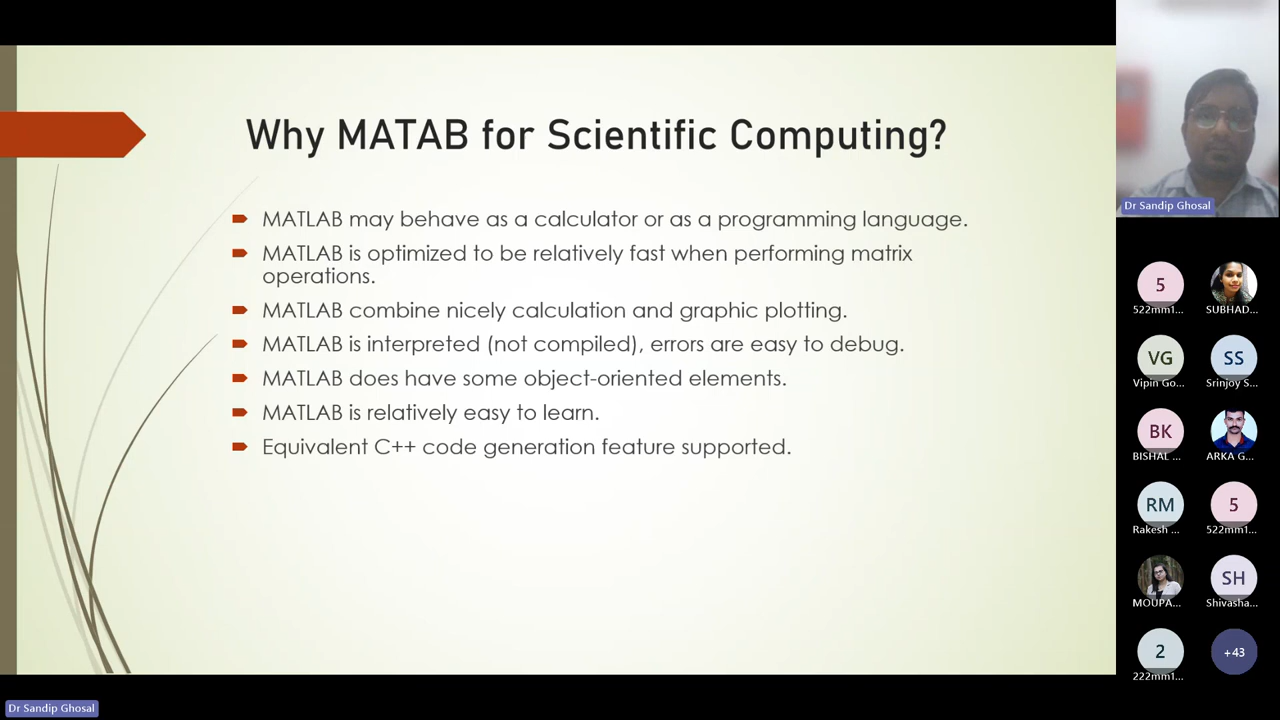 Why MATAB for Scientific Computing?
MATLAB may behave as a calculator or as a programming language.
MATLAB is optimized to be relatively fast when performing matrix
operations.
MATLAB combine nicely calculation and graphic plotting.
MATLAB is interpreted (not compiled), errors are easy to debug.
MATLAB does have some object-oriented elements.
MATLAB is relatively easy to learn.
Equivalent C++ code generation feature supported.
Dr Sandip Ghosal
5
522mm1...
SUBHAD...
VG
Vipin Go...
SS
Srinjoy S...
BK
BISHAL ...
ARKA G...
RM
Rakesh ...
5
522mm1...
MOUPA...
SH
Shivasha...
2
222mm1...
+43
Dr Sandip Ghosal